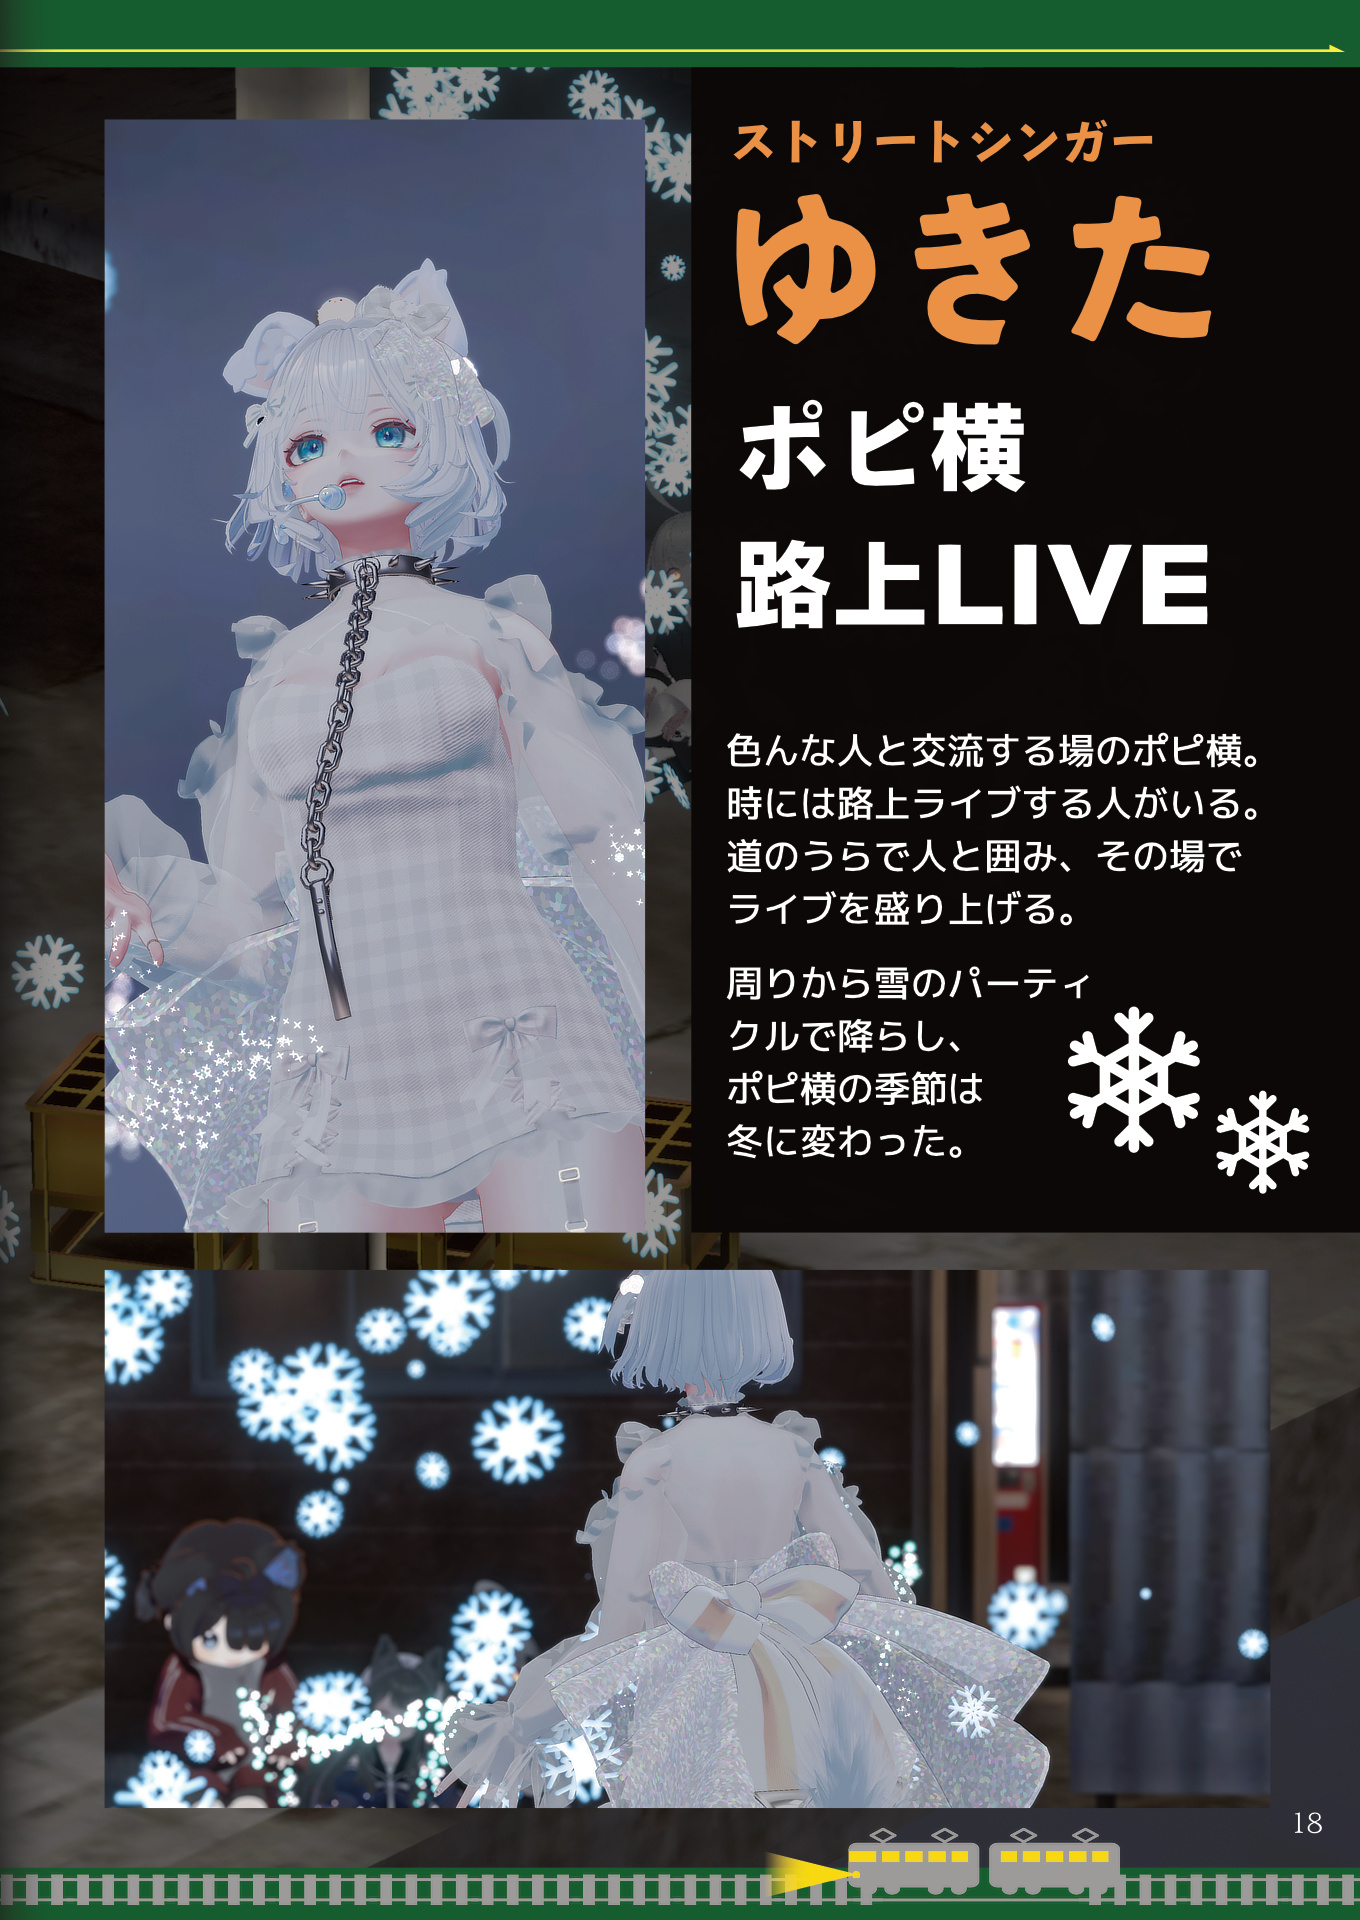 ストリートシンガー
ゆきた
ポピ横
路上LIVE
色んな人と交流する場のポピ横。
時には路上ライブする人がいる。
道のうらで人と囲み、その場で
ライブを盛り上げる。
周りから雪のパーティ
クルで降らし、
ポピ横の季節は
冬に変わった。
18